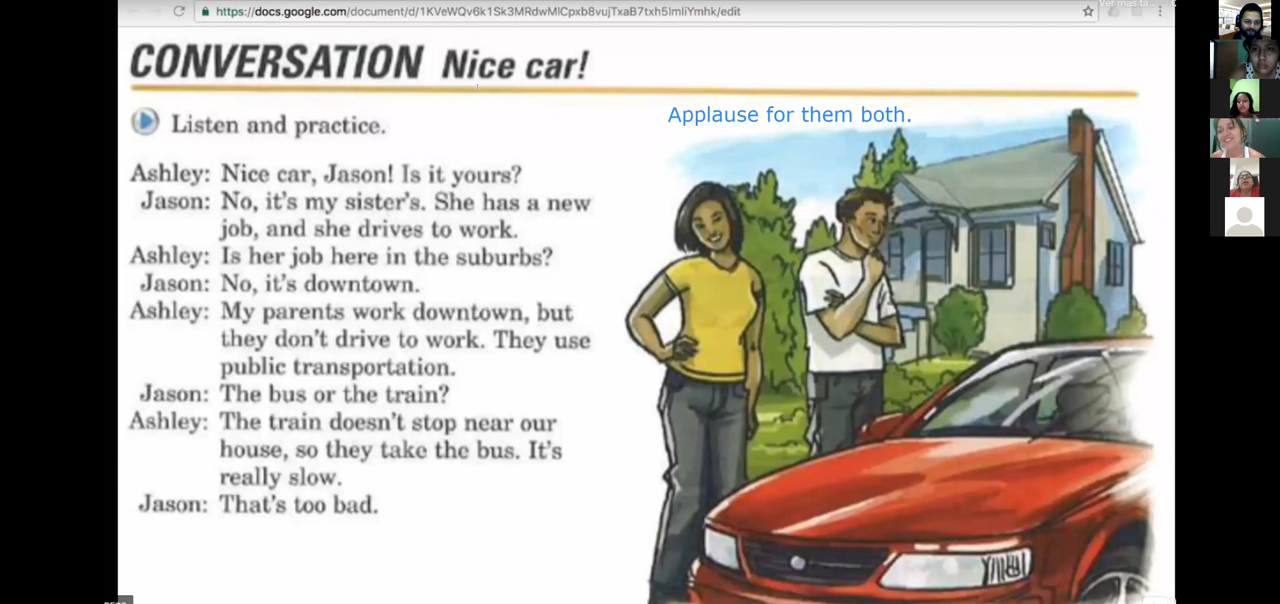 https://docs.google.com/document/d/1KVeWQv6k1Sk3MRdwMlCpxb8vujTxaB7txh5ImliYmhk/edit
Ver más ta...
CONVERSATION Nice car!
Applause for them both.
Listen and practice.
Ashley: Nice car, Jason! Is it yours?
Jason: No, it's my sister's. She has a new
job, and she drives to work.
Ashley: Is her job here in the suburbs?
Jason: No, it's downtown.
Ashley: My parents work downtown, but
they don't drive to work. They use
public transportation.
Jason: The bus or the train?
Ashley: The train doesn't stop near our
house, so they take the bus. It's
really slow.
Jason: That's too bad.